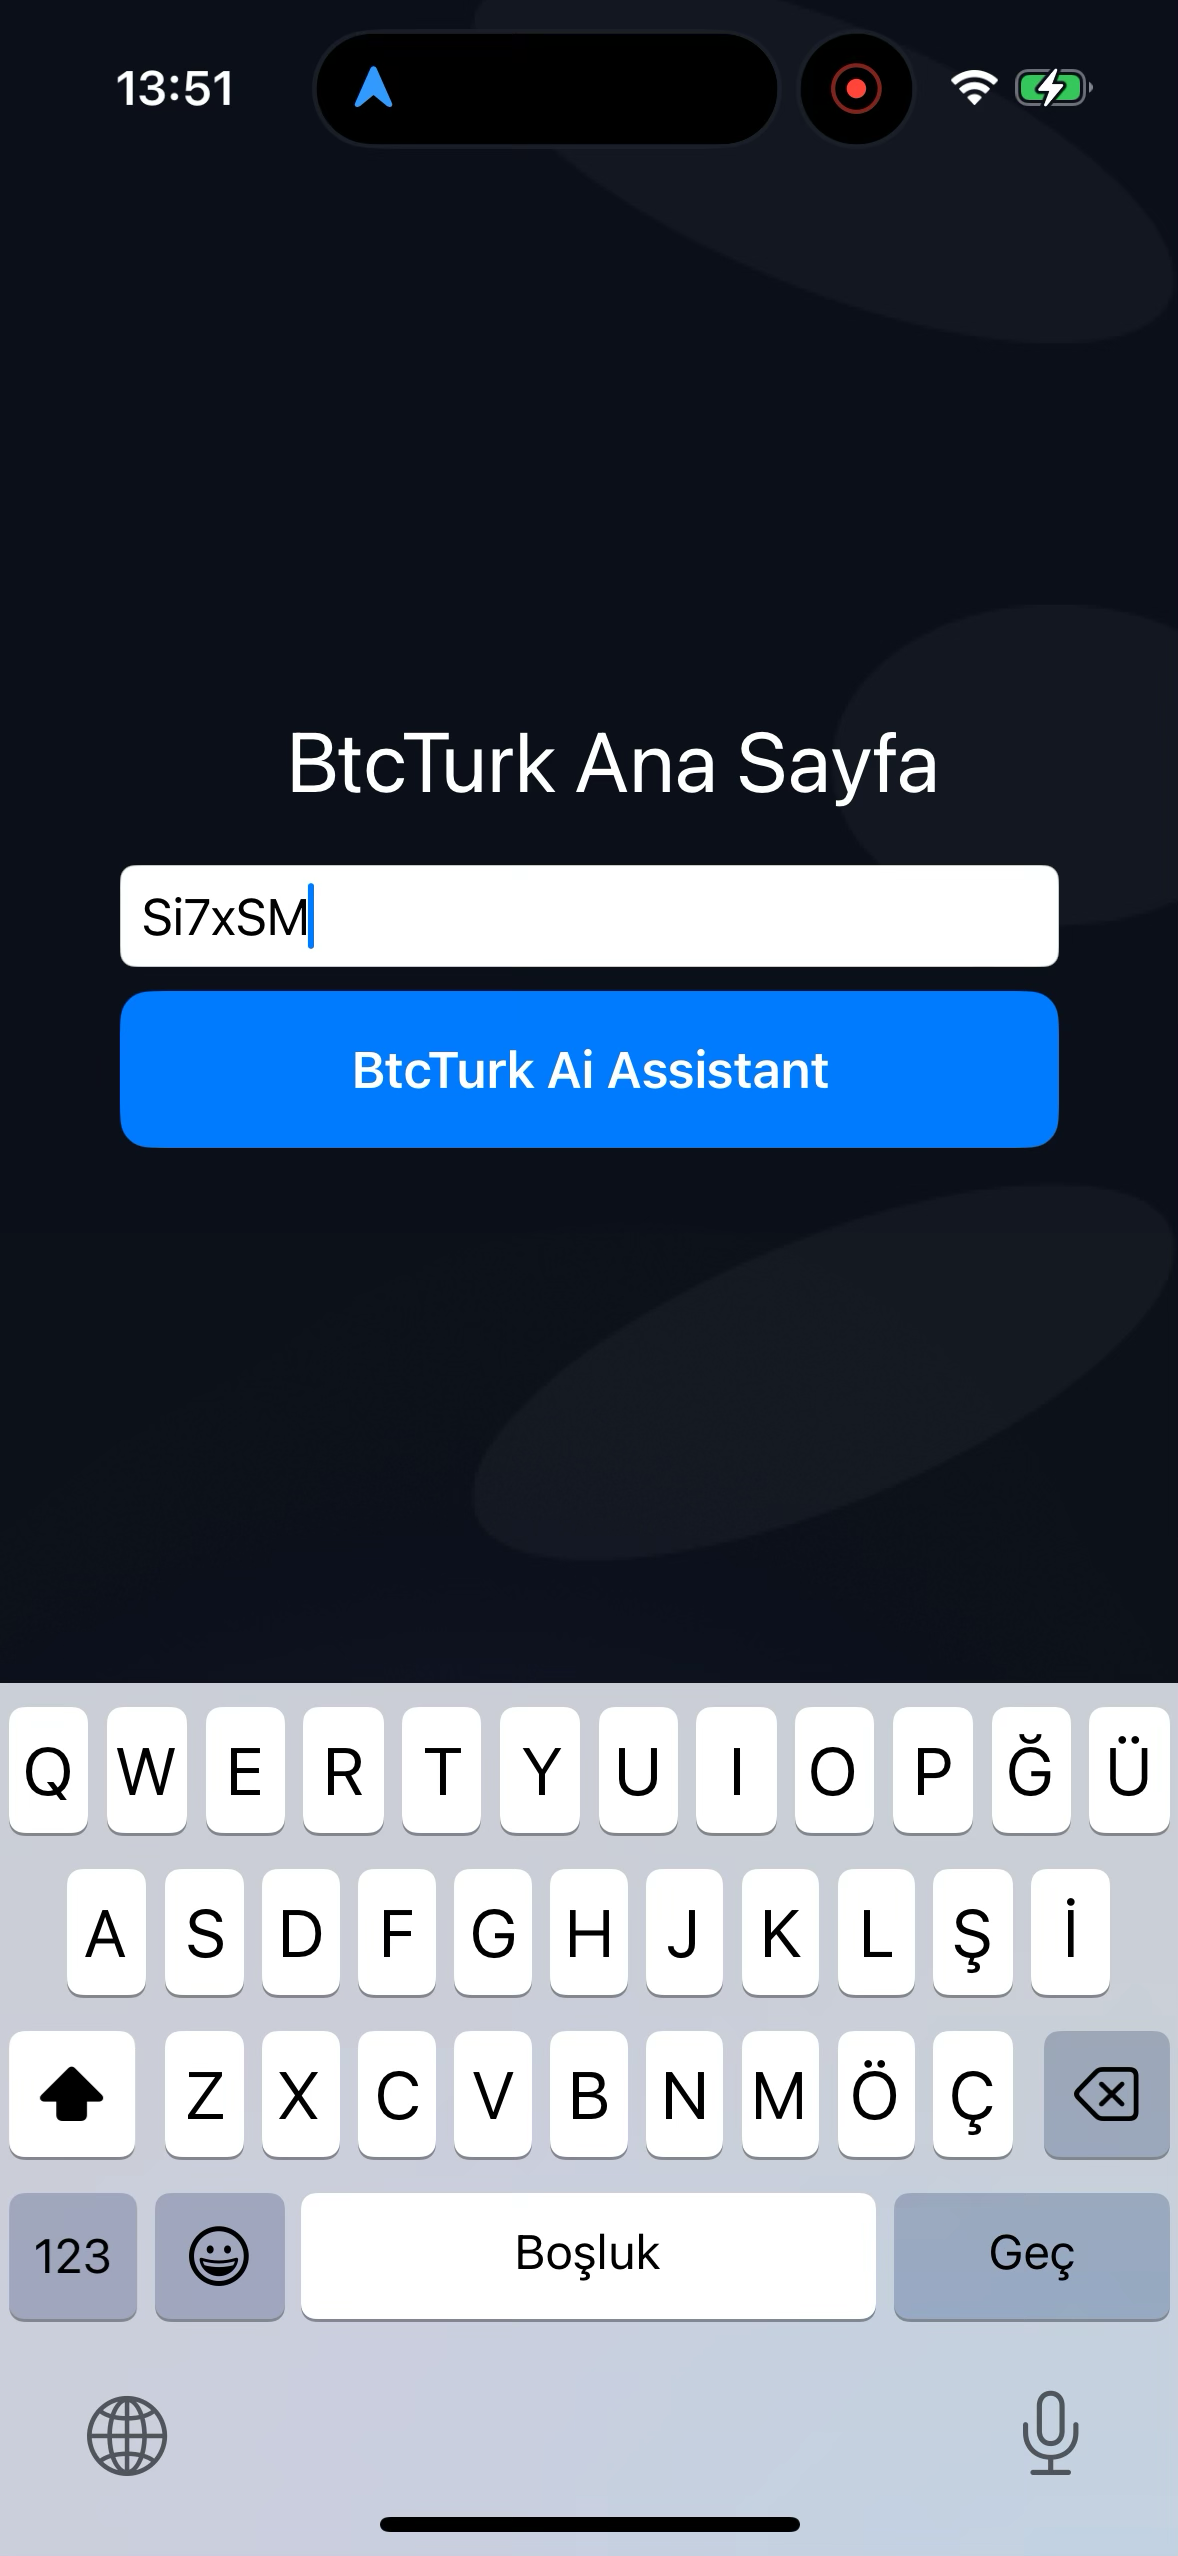 13:51
BtcTurk Ana Sayfa
Si7xSM
BtcTurk Ai Assistant
Q W E R T Y U I O P Ğ Ü
A S D F G H J K L Ş İ
Z X C V B N M Ö Ç
123 Boşluk Geç